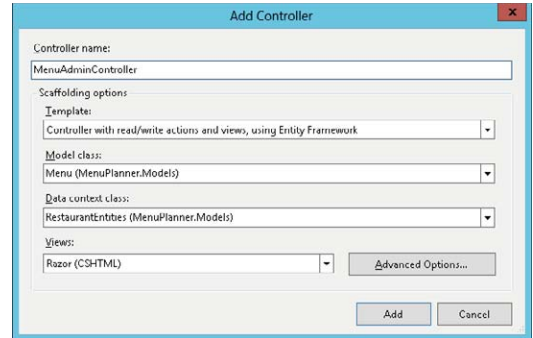 Add Controller
x
Controller name:
MenuAdminController
Scaffolding options
Template:
Controller with read/write actions and views, using Entity Framework
Model class:
Menu (MenuPlanner.Models)
Data context class:
RestaurantEntities (MenuPlanner.Models)
Views:
Razor (CSHTML)
Advanced Options...
Add
Cancel